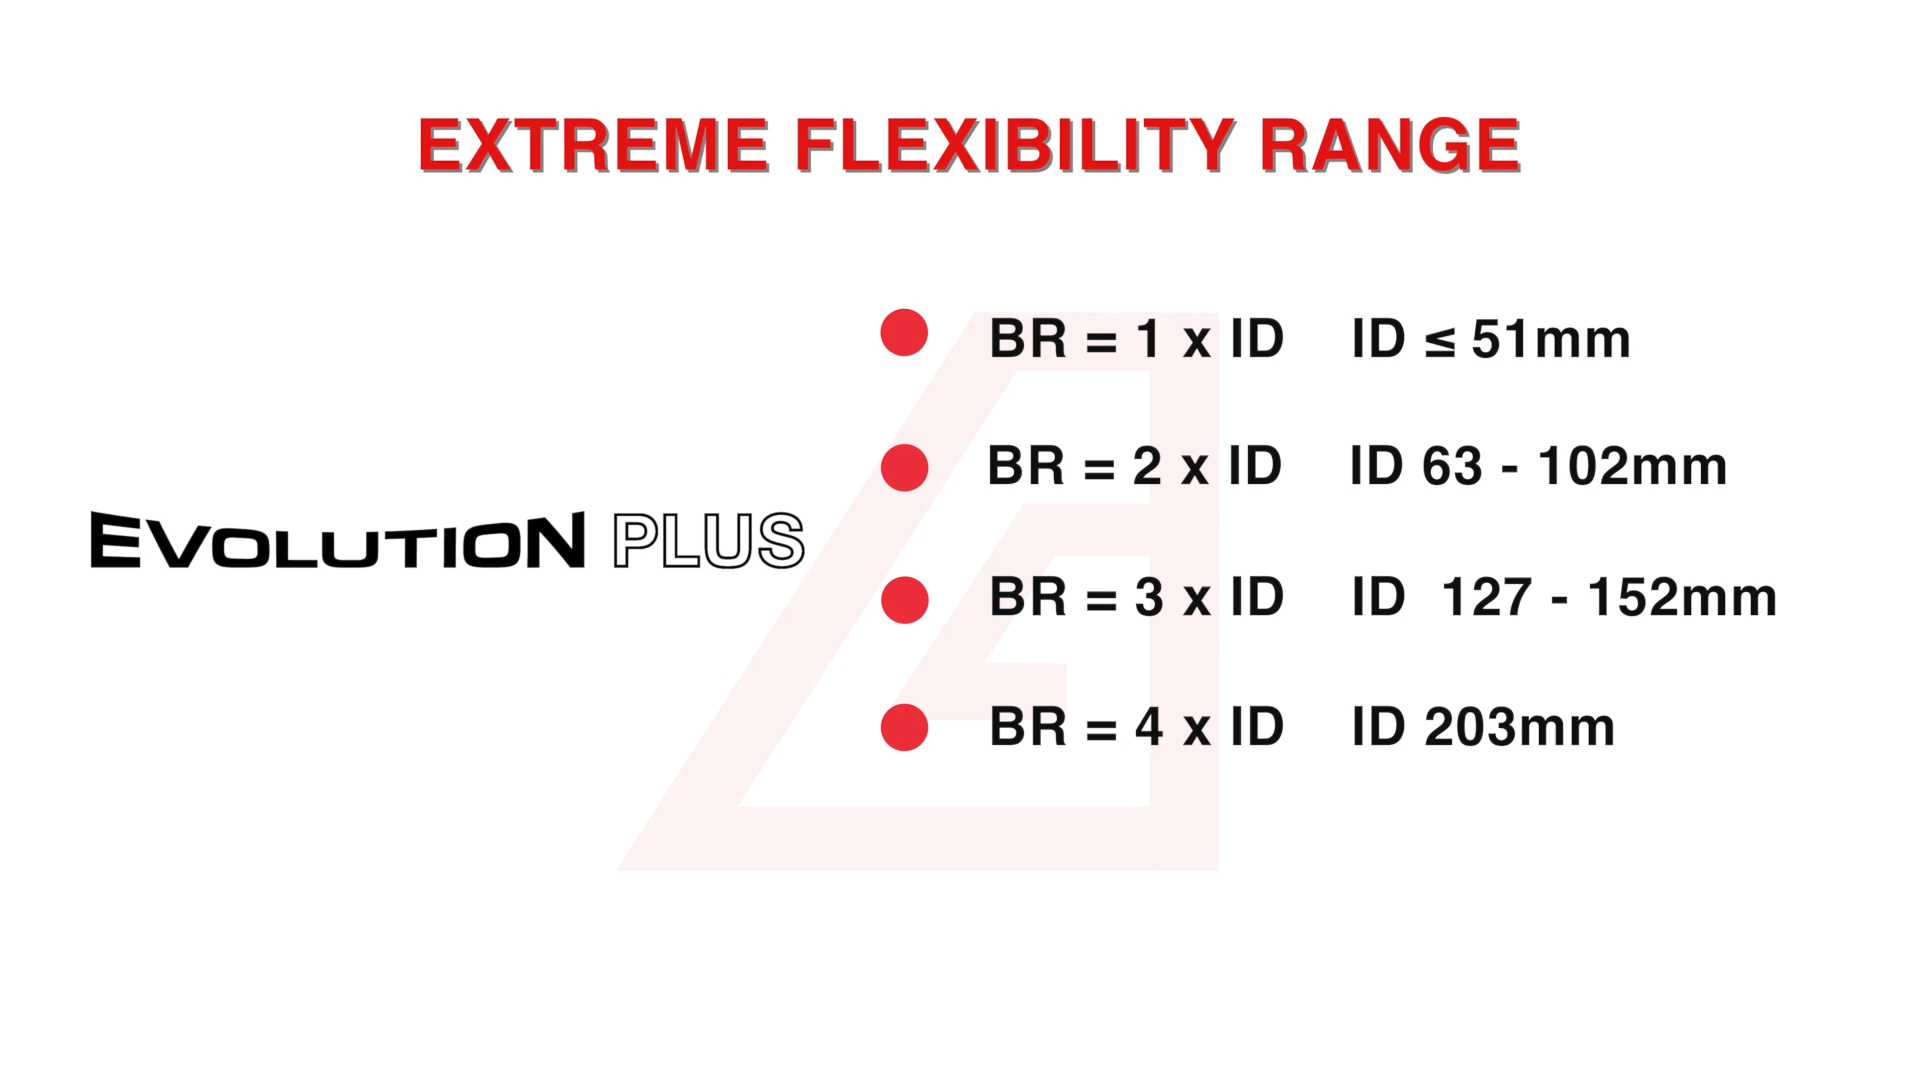 EXTREME FLEXIBILITY RANGE
EVOLUTION PLUS
BR = 1 x ID ID ≤ 51mm
BR = 2 x ID ID 63 - 102mm
BR = 3 x ID ID 127 - 152mm
BR = 4 x ID ID 203mm